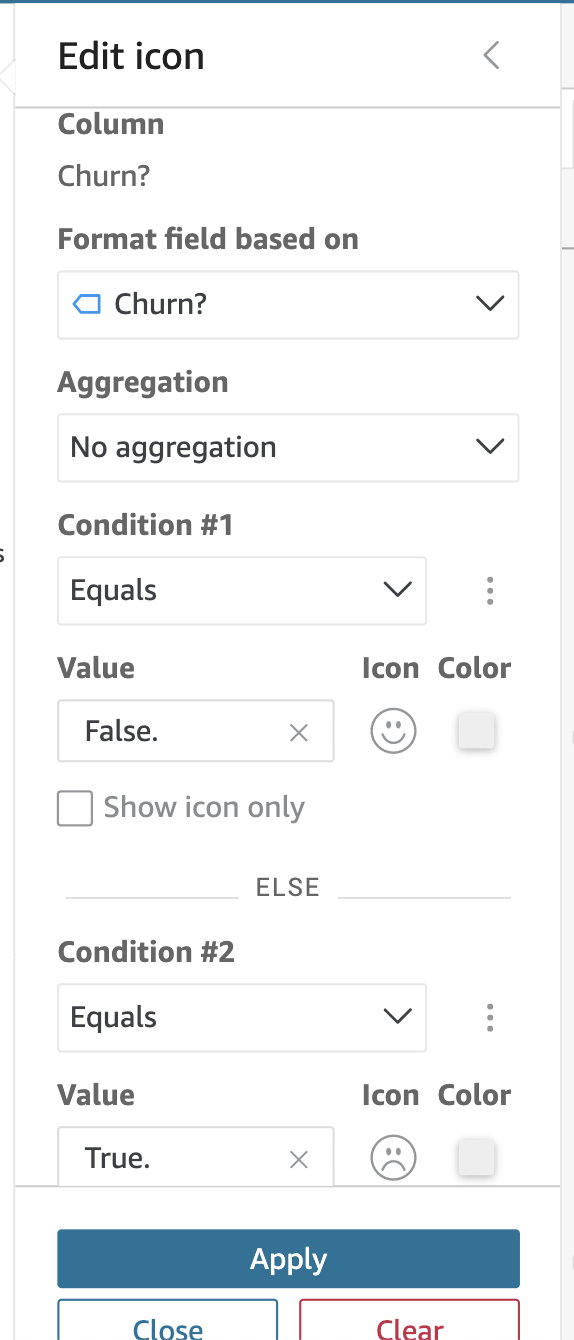 Edit icon
Column
Churn?
Format field based on
Churn?
Aggregation
No aggregation
Condition #1
s
Equals
Value Icon Color
False.
Show icon only
ELSE
Condition #2
Equals
Value Icon Color
True.
Apply
Close Clear